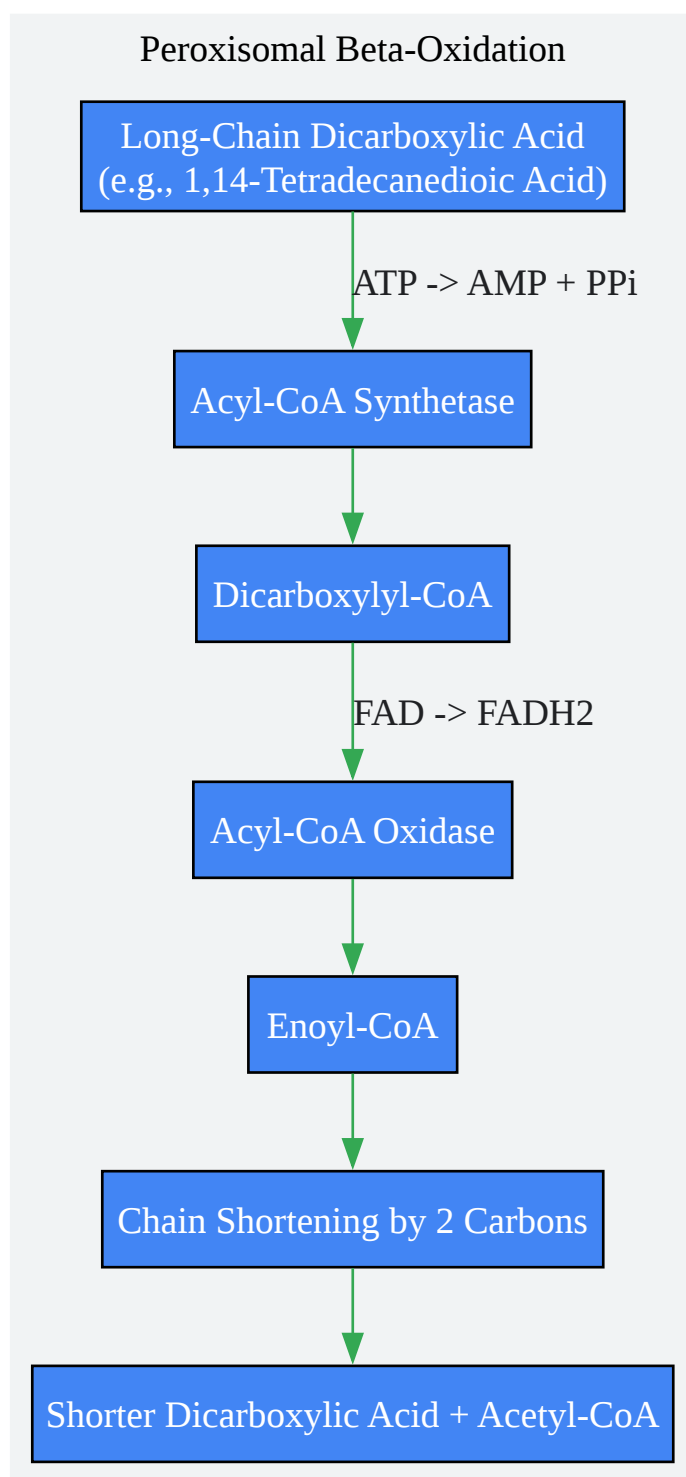 Peroxisomal Beta-Oxidation
Long-Chain Dicarboxylic Acid
(e.g., 1,14-Tetradecanedioic Acid)
ATP -> AMP + PPi
Acyl-CoA Synthetase
Dicarboxylyl-CoA
FAD -> FADH2
Acyl-CoA Oxidase
Enoyl-CoA
Chain Shortening by 2 Carbons
Shorter Dicarboxylic Acid + Acetyl-CoA